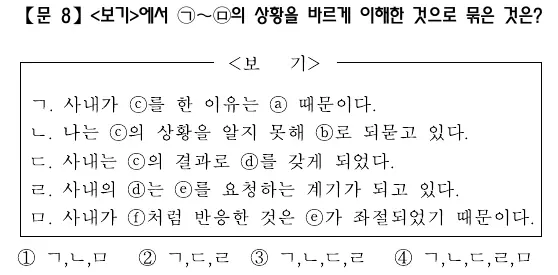 【문 8】 <보기>에서 ㉠~㉤의 상황을 바르게 이해한 것으로 묶은 것은?
<보 기>
ㄱ. 사내가 ⓒ를 한 이유는 ⓐ 때문이다.
ㄴ. 나는 ⓒ의 상황을 알지 못해 ⓑ로 되묻고 있다.
ㄷ. 사내는 ⓒ의 결과로 ⓓ를 갖게 되었다.
ㄹ. 사내의 ⓓ는 ⓔ를 요청하는 계기가 되고 있다.
ㅁ. 사내가 ⓕ처럼 반응한 것은 ⓔ가 좌절되었기 때문이다.
① ㄱ,ㄴ,ㅁ ② ㄱ,ㄷ,ㄹ ③ ㄱ,ㄴ,ㄷ,ㄹ ④ ㄱ,ㄴ,ㄷ,ㄹ,ㅁ